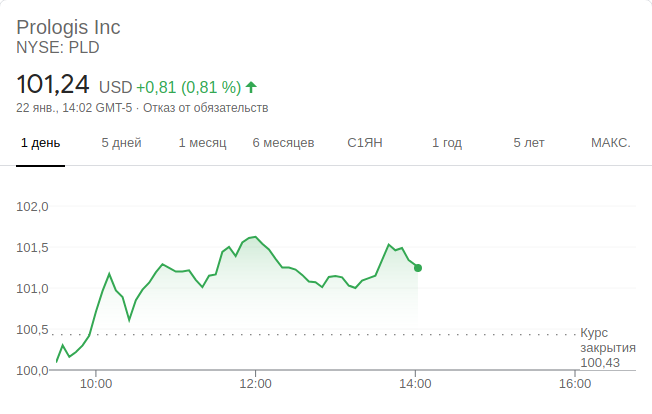 Prologis Inc
NYSE: PLD
101,24 USD +0,81 (0,81 %)
22 янв., 14:02 GMT-5 · Отказ от обязательств
1 день 5 дней 1 месяц 6 месяцев С1ЯН 1 год 5 лет МАКС.
102,0
101,5
101,0
100,5
Курс
закрытия
100,43
100,0
10:00 12:00 14:00 16:00